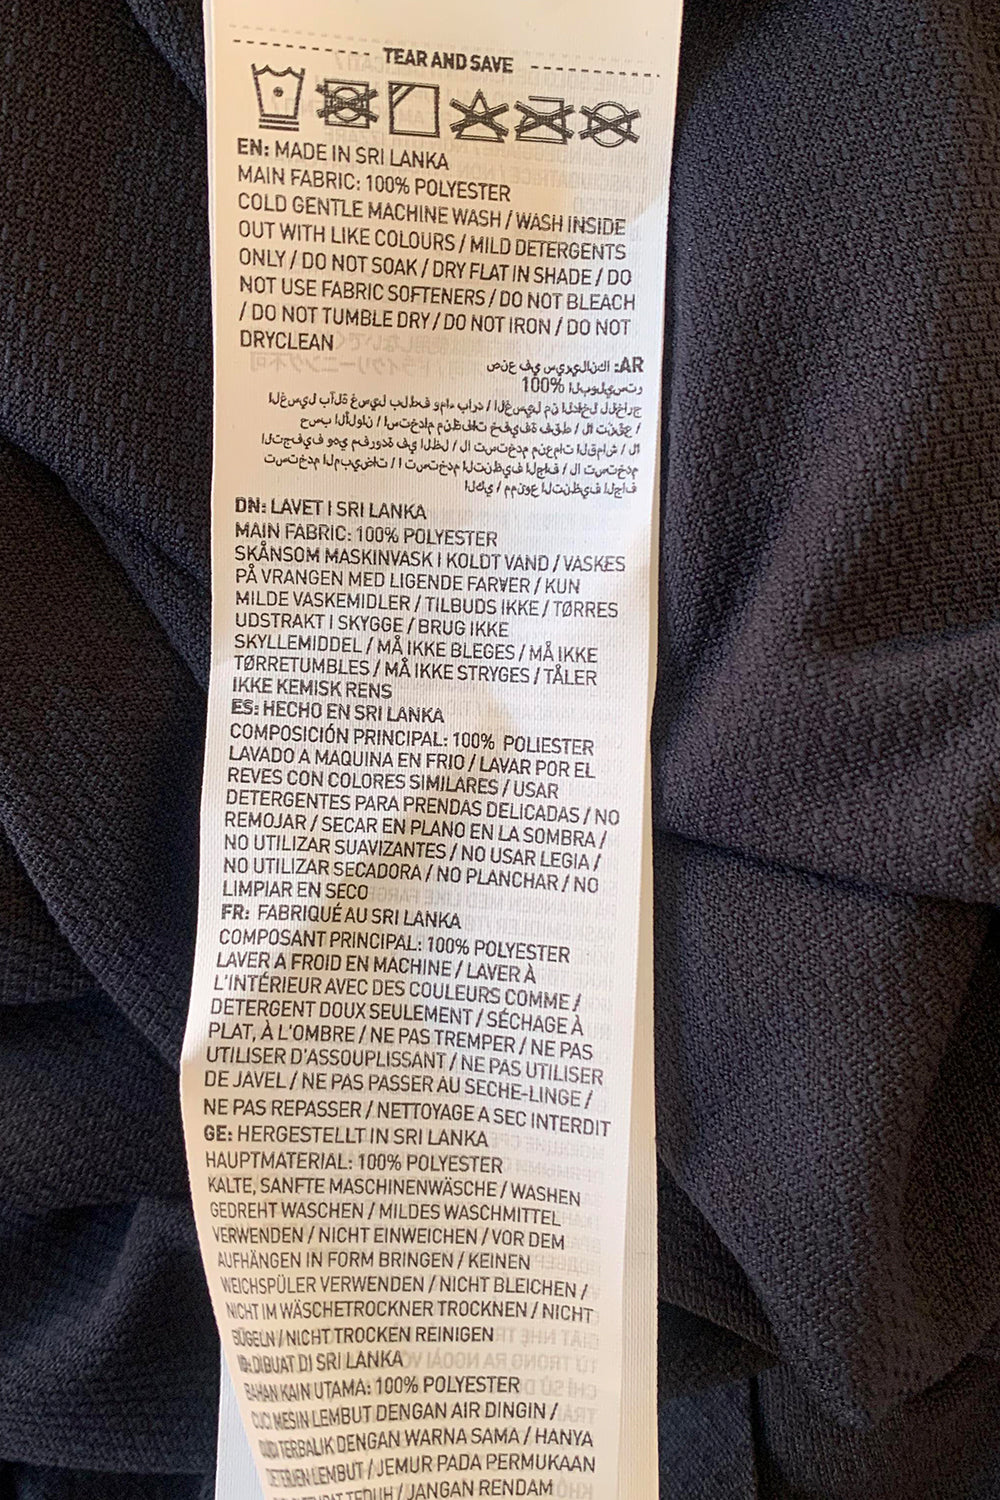 TEAR AND SAVE
EN: MADE IN SRI LANKA
MAIN FABRIC: 100% POLYESTER
COLD GENTLE MACHINE WASH / WASH INSIDE
OUT WITH LIKE COLOURS / MILD DETERGENTS
ONLY / DO NOT SOAK / DRY FLAT IN SHADE / DO
NOT USE FABRIC SOFTENERS / DO NOT BLEACH
/ DO NOT TUMBLE DRY / DO NOT IRON / DO NOT
DRYCLEAN
AR:
100%
DN: LAVET I SRI LANKA
MAIN FABRIC: 100% POLYESTER
SKÅNSOM MASKINVASK I KOLDT VAND / VASKES
PÅ VRANGEN MED LIGENDE FARVER / KUN
MILDE VASKEMIDLER / TILBUDS IKKE / TØRRES
UDSTRAKT I SKYGGE / BRUG IKKE
SKYLLEMIDDEL / MÅ IKKE BLEGES / MÅ IKKE
TØRRETUMBLES / MÅ IKKE STRYGES / TÅLER
IKKE KEMISK RENS
ES: HECHO EN SRI LANKA
COMPOSICIÓN PRINCIPAL: 100% POLIESTER
LAVADO A MAQUINA EN FRIO / LAVAR POR EL
REVES CON COLORES SIMILARES / USAR
DETERGENTES PARA PRENDAS DELICADAS / NO
REMOJAR / SECAR EN PLANO EN LA SOMBRA /
NO UTILIZAR SUAVIZANTES / NO USAR LEGIA /
NO UTILIZAR SECADORA / NO PLANCHAR / NO
LIMPIAR EN SECO
FR: FABRIQUÉ AU SRI LANKA
COMPOSANT PRINCIPAL: 100% POLYESTER
LAVER A FROID EN MACHINE / LAVER À
L'INTÉRIEUR AVEC DES COULEURS COMME /
DÉTERGENT DOUX SEULEMENT / SÉCHAGE À
PLAT, À L'OMBRE / NE PAS TREMPER / NE PAS
UTILISER D'ASSOUPLISSANT / NE PAS UTILISER
DE JAVEL / NE PAS PASSER AU SECHE-LINGE /
NE PAS REPASSER / NETTOYAGE A SEC INTERDIT
GE: HERGESTELLT IN SRI LANKA
HAUPTMATERIAL: 100% POLYESTER
KALTE, SANFTE MASCHINENWÄSCHE / WASHEN
GEDREHT WASCHEN / MILDES WASCHMITTEL
VERWENDEN / NICHT EINWEICHEN / VOR DEM
AUFHÄNGEN IN FORM BRINGEN / KEINEN
WEICHSPÜLER VERWENDEN / NICHT BLEICHEN /
NICHT IM WÄSCHETROCKNER TROCKNEN / NICHT
BÜGELN / NICHT TROCKEN REINIGEN
ID: DIBUAT DI SRI LANKA
BAHAN KAIN UTAMA: 100% POLYESTER
CUCI MESIN LEMBUT DENGAN AIR DINGIN /
CUCI TERBALIK DENGAN WARNA SAMA / HANYA
DETERJEN LEMBUT / JEMUR PADA PERMUKAAN
TEDUH / JANGAN RENDAM